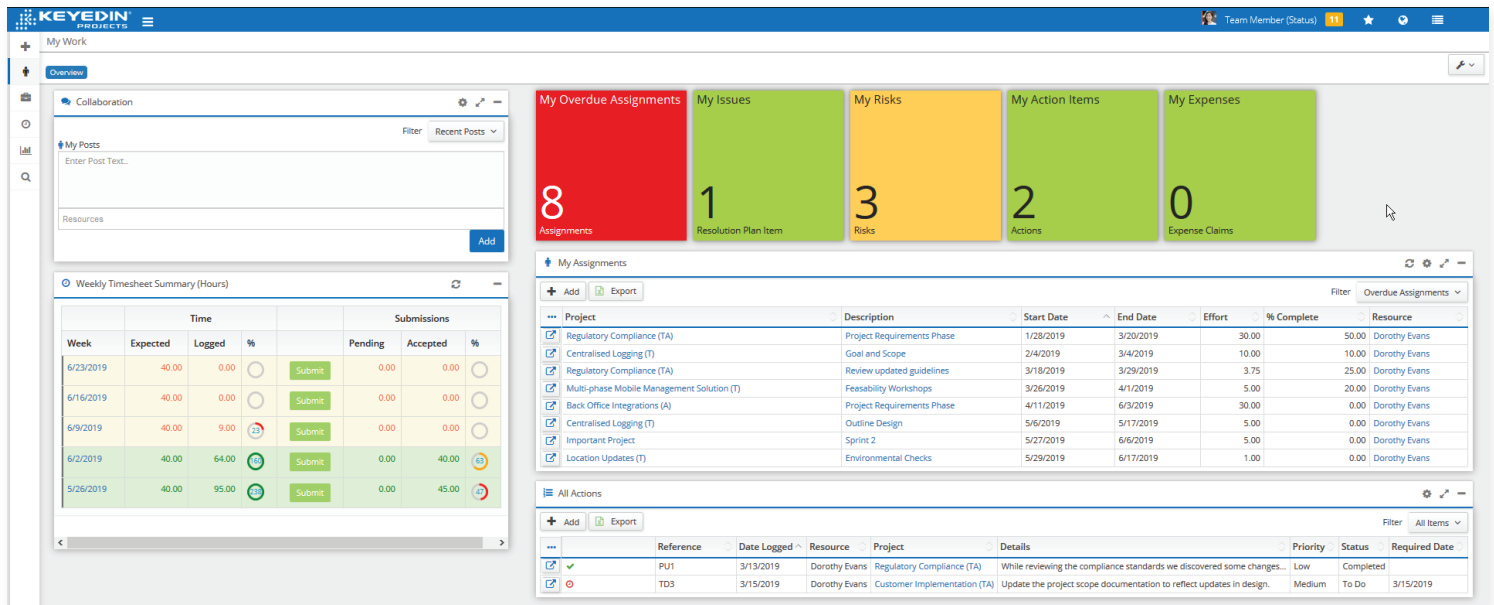 KEYEDIN PROJECTS
Team Member (Status) 11
My Work
Overview
Collaboration
Filter Recent Posts
My Posts
Enter Post Text..
Resources
Add
Weekly Timesheet Summary (Hours)
Time Submissions
Week Expected Logged % Pending Accepted %
6/23/2019 40.00 0.00 Submit 0.00 0.00
6/16/2019 40.00 0.00 Submit 0.00 0.00
6/9/2019 40.00 9.00 23 Submit 0.00 0.00
6/2/2019 40.00 64.00 160 Submit 0.00 40.00 63
5/26/2019 40.00 95.00 238 Submit 0.00 45.00 47
My Overdue Assignments
8
Assignments
My Issues
1
Resolution Plan Item
My Risks
3
Risks
My Action Items
2
Actions
My Expenses
0
Expense Claims
My Assignments
Add Export Filter Overdue Assignments
Project Description Start Date End Date Effort % Complete Resource
Regulatory Compliance (TA) Project Requirements Phase 1/28/2019 3/20/2019 30.00 50.00 Dorothy Evans
Centralised Logging (T) Goal and Scope 2/4/2019 3/4/2019 10.00 10.00 Dorothy Evans
Regulatory Compliance (TA) Review updated guidelines 3/18/2019 3/29/2019 3.75 25.00 Dorothy Evans
Multi-phase Mobile Management Solution (T) Feasability Workshops 3/26/2019 4/1/2019 5.00 20.00 Dorothy Evans
Back Office Integrations (A) Project Requirements Phase 4/11/2019 6/3/2019 30.00 0.00 Dorothy Evans
Centralised Logging (T) Outline Design 5/6/2019 5/17/2019 5.00 0.00 Dorothy Evans
Important Project Sprint 2 5/27/2019 6/6/2019 5.00 0.00 Dorothy Evans
Location Updates (T) Environmental Checks 5/29/2019 6/17/2019 1.00 0.00 Dorothy Evans
All Actions
Add Export Filter All Items
Reference Date Logged Resource Project Details Priority Status Required Date
PU1 3/13/2019 Dorothy Evans Regulatory Compliance (TA) While reviewing the compliance standards we discovered some changes... Low Completed
TD3 3/15/2019 Dorothy Evans Customer Implementation (TA) Update the project scope documentation to reflect updates in design. Medium To Do 3/15/2019